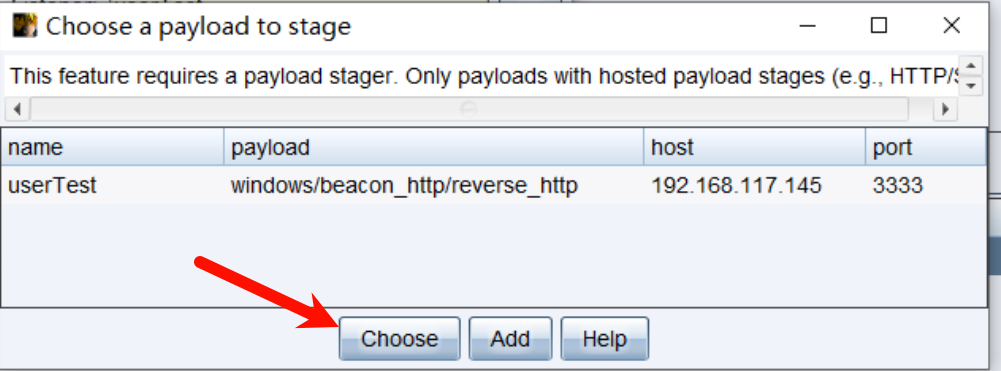 Choose a payload to stage
This feature requires a payload stager. Only payloads with hosted payload stages (e.g., HTTP/
name payload host port
userTest windows/beacon_http/reverse_http 192.168.117.145 3333
Choose Add Help